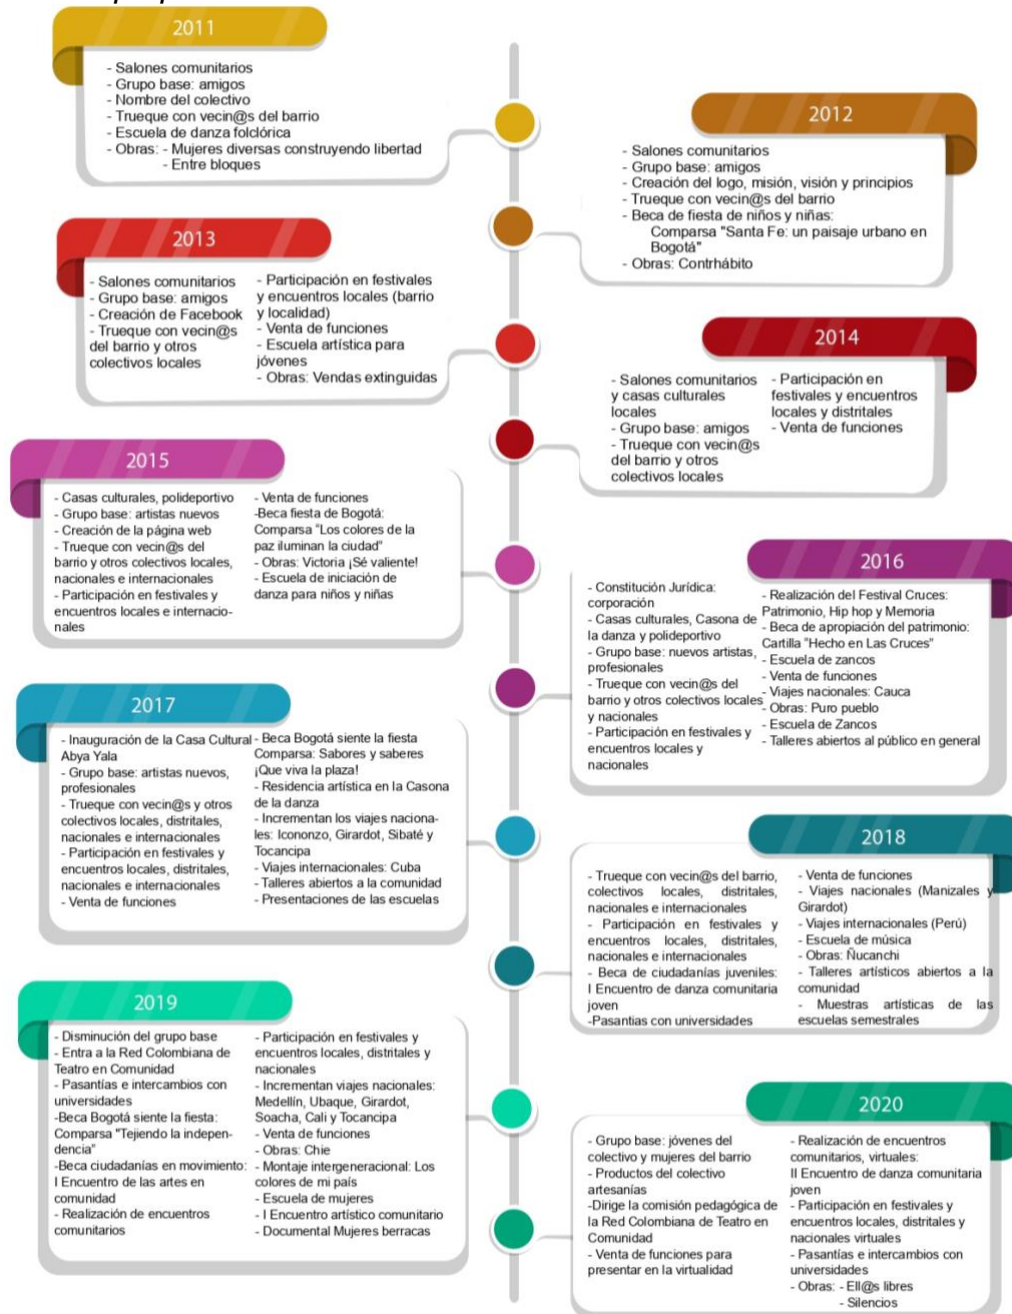 2011
- Salones comunitarios
- Grupo base: amigos
- Nombre del colectivo
- Trueque con vecin@s del barrio
- Escuela de danza folclórica
- Obras: - Mujeres diversas construyendo libertad
- Entre bloques
2012
- Salones comunitarios
- Grupo base: amigos
- Creación del logo, misión, visión y principios
- Trueque con vecin@s del barrio
- Beca de fiesta de niños y niñas:
Comparsa "Santa Fe: un paisaje urbano en
Bogotá"
- Obras: Contrhábito
2013
- Salones comunitarios
- Grupo base: amigos
- Creación de Facebook
- Trueque con vecin@s
del barrio y otros
colectivos locales
- Participación en festivales
y encuentros locales (barrio
y localidad)
- Venta de funciones
- Escuela artística para
jóvenes
- Obras: Vendas extinguidas
2014
- Salones comunitarios
y casas culturales
locales
- Grupo base: amigos
- Trueque con vecin@s
del barrio y otros
colectivos locales
- Participación en
festivales y encuentros
locales y distritales
- Venta de funciones
2015
- Casas culturales, polideportivo
- Grupo base: artistas nuevos
- Creación de la página web
- Trueque con vecin@s del
barrio y otros colectivos locales,
nacionales e internacionales
- Participación en festivales y
encuentros locales e internacio-
nales
- Venta de funciones
-Beca fiesta de Bogotá:
Comparsa "Los colores de la
paz iluminan la ciudad"
- Obras: Victoria ¡Sé valiente!
- Escuela de iniciación de
danza para niños y niñas
2016
- Constitución Jurídica:
corporación
- Casas culturales, Casona de
la danza y polideportivo
- Grupo base: nuevos artistas,
profesionales
- Trueque con vecin@s del
barrio y otros colectivos locales
y nacionales
- Participación en festivales y
encuentros locales y
nacionales
- Realización del Festival Cruces:
Patrimonio, Hip hop y Memoria
- Beca de apropiación del patrimonio:
Cartilla "Hecho en Las Cruces"
- Escuela de zancos
- Venta de funciones
- Viajes nacionales: Cauca
- Obras: Puro pueblo
- Escuela de Zancos
- Talleres abiertos al público en general
2017
- Inauguración de la Casa Cultural
Abya Yala
- Grupo base: artistas nuevos,
profesionales
- Trueque con vecin@s y otros
colectivos locales, distritales,
nacionales e internacionales
- Participación en festivales y
encuentros locales, distritales,
nacionales e internacionales
- Venta de funciones
- Beca Bogotá siente la fiesta
Comparsa: Sabores y saberes
¡Que viva la plaza!
- Residencia artística en la Casona
de la danza
- Incrementan los viajes naciona-
les: Icononzo, Girardot, Sibaté y
Tocancipa
- Viajes internacionales: Cuba
- Talleres abiertos a la comunidad
- Presentaciones de las escuelas
2018
- Trueque con vecin@s del barrio,
colectivos locales, distritales,
nacionales e internacionales
- Participación en festivales y
encuentros locales, distritales,
nacionales e internacionales
- Beca de ciudadanías juveniles:
I Encuentro de danza comunitaria
joven
-Pasantias con universidades
- Venta de funciones
- Viajes nacionales (Manizales y
Girardot)
- Viajes internacionales (Perú)
- Escuela de música
- Obras: Ñucanchi
- Talleres artísticos abiertos a la
comunidad
- Muestras artísticas de las
escuelas semestrales
2019
- Disminución del grupo base
- Entra a la Red Colombiana de
Teatro en Comunidad
- Pasantías e intercambios con
universidades
-Beca Bogotá siente la fiesta:
Comparsa "Tejiendo la indepen-
dencia"
-Beca ciudadanías en movimiento:
I Encuentro de las artes en
comunidad
- Realización de encuentros
comunitarios
- Participación en festivales y
encuentros locales, distritales y
nacionales
- Incrementan viajes nacionales:
Medellín, Ubaque, Girardot,
Soacha, Cali y Tocancipa
- Venta de funciones
- Obras: Chie
- Montaje intergeneracional: Los
colores de mi país
- Escuela de mujeres
- I Encuentro artístico comunitario
- Documental Mujeres berracas
2020
- Grupo base: jóvenes del
colectivo y mujeres del barrio
- Productos del colectivo
artesanías
-Dirige la comisión pedagógica de
la Red Colombiana de Teatro en
Comunidad
- Venta de funciones para
presentar en la virtualidad
- Realización de encuentros
comunitarios, virtuales:
II Encuentro de danza comunitaria
joven
- Participación en festivales y
encuentros locales, distritales y
nacionales virtuales
- Pasantías e intercambios con
universidades
- Obras: - Ell@s libres
- Silencios